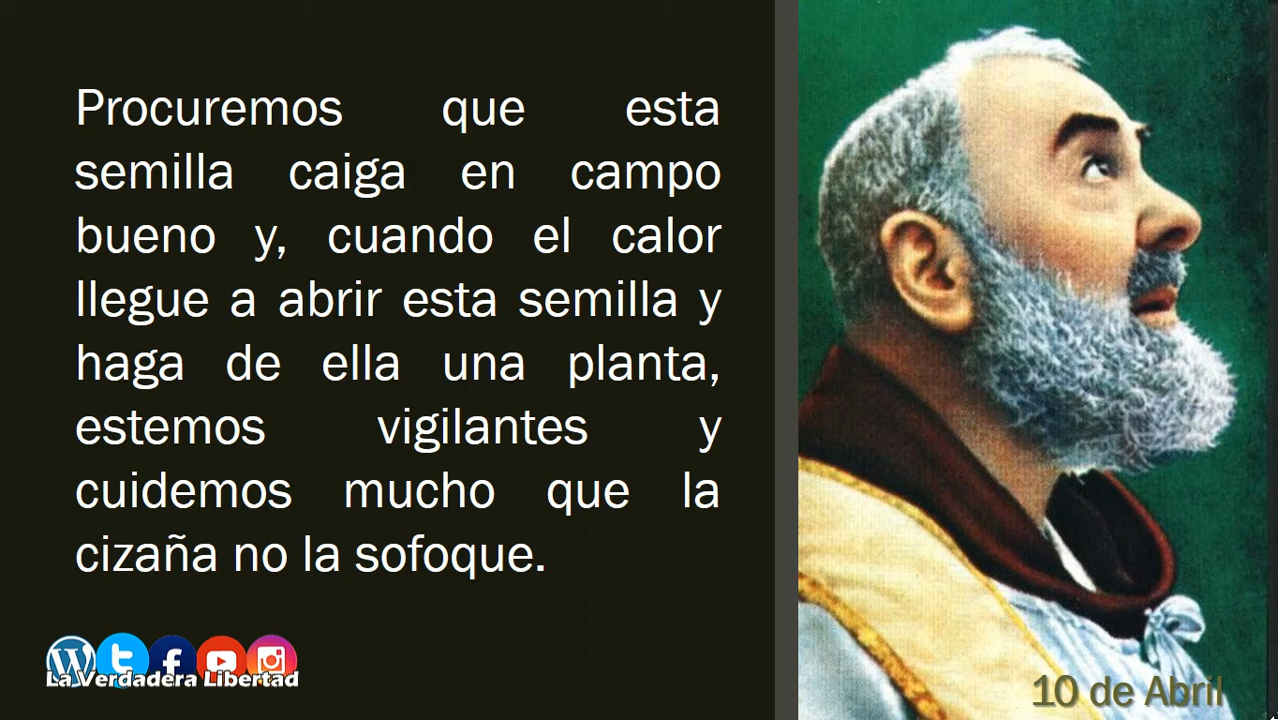 Procuremos que esta
semilla caiga en campo
bueno y, cuando el calor
llegue a abrir esta semilla y
haga de ella una planta,
estemos vigilantes y
cuidemos mucho que la
cizaña no la sofoque.
La Verdadera Libertad
10 de Abril